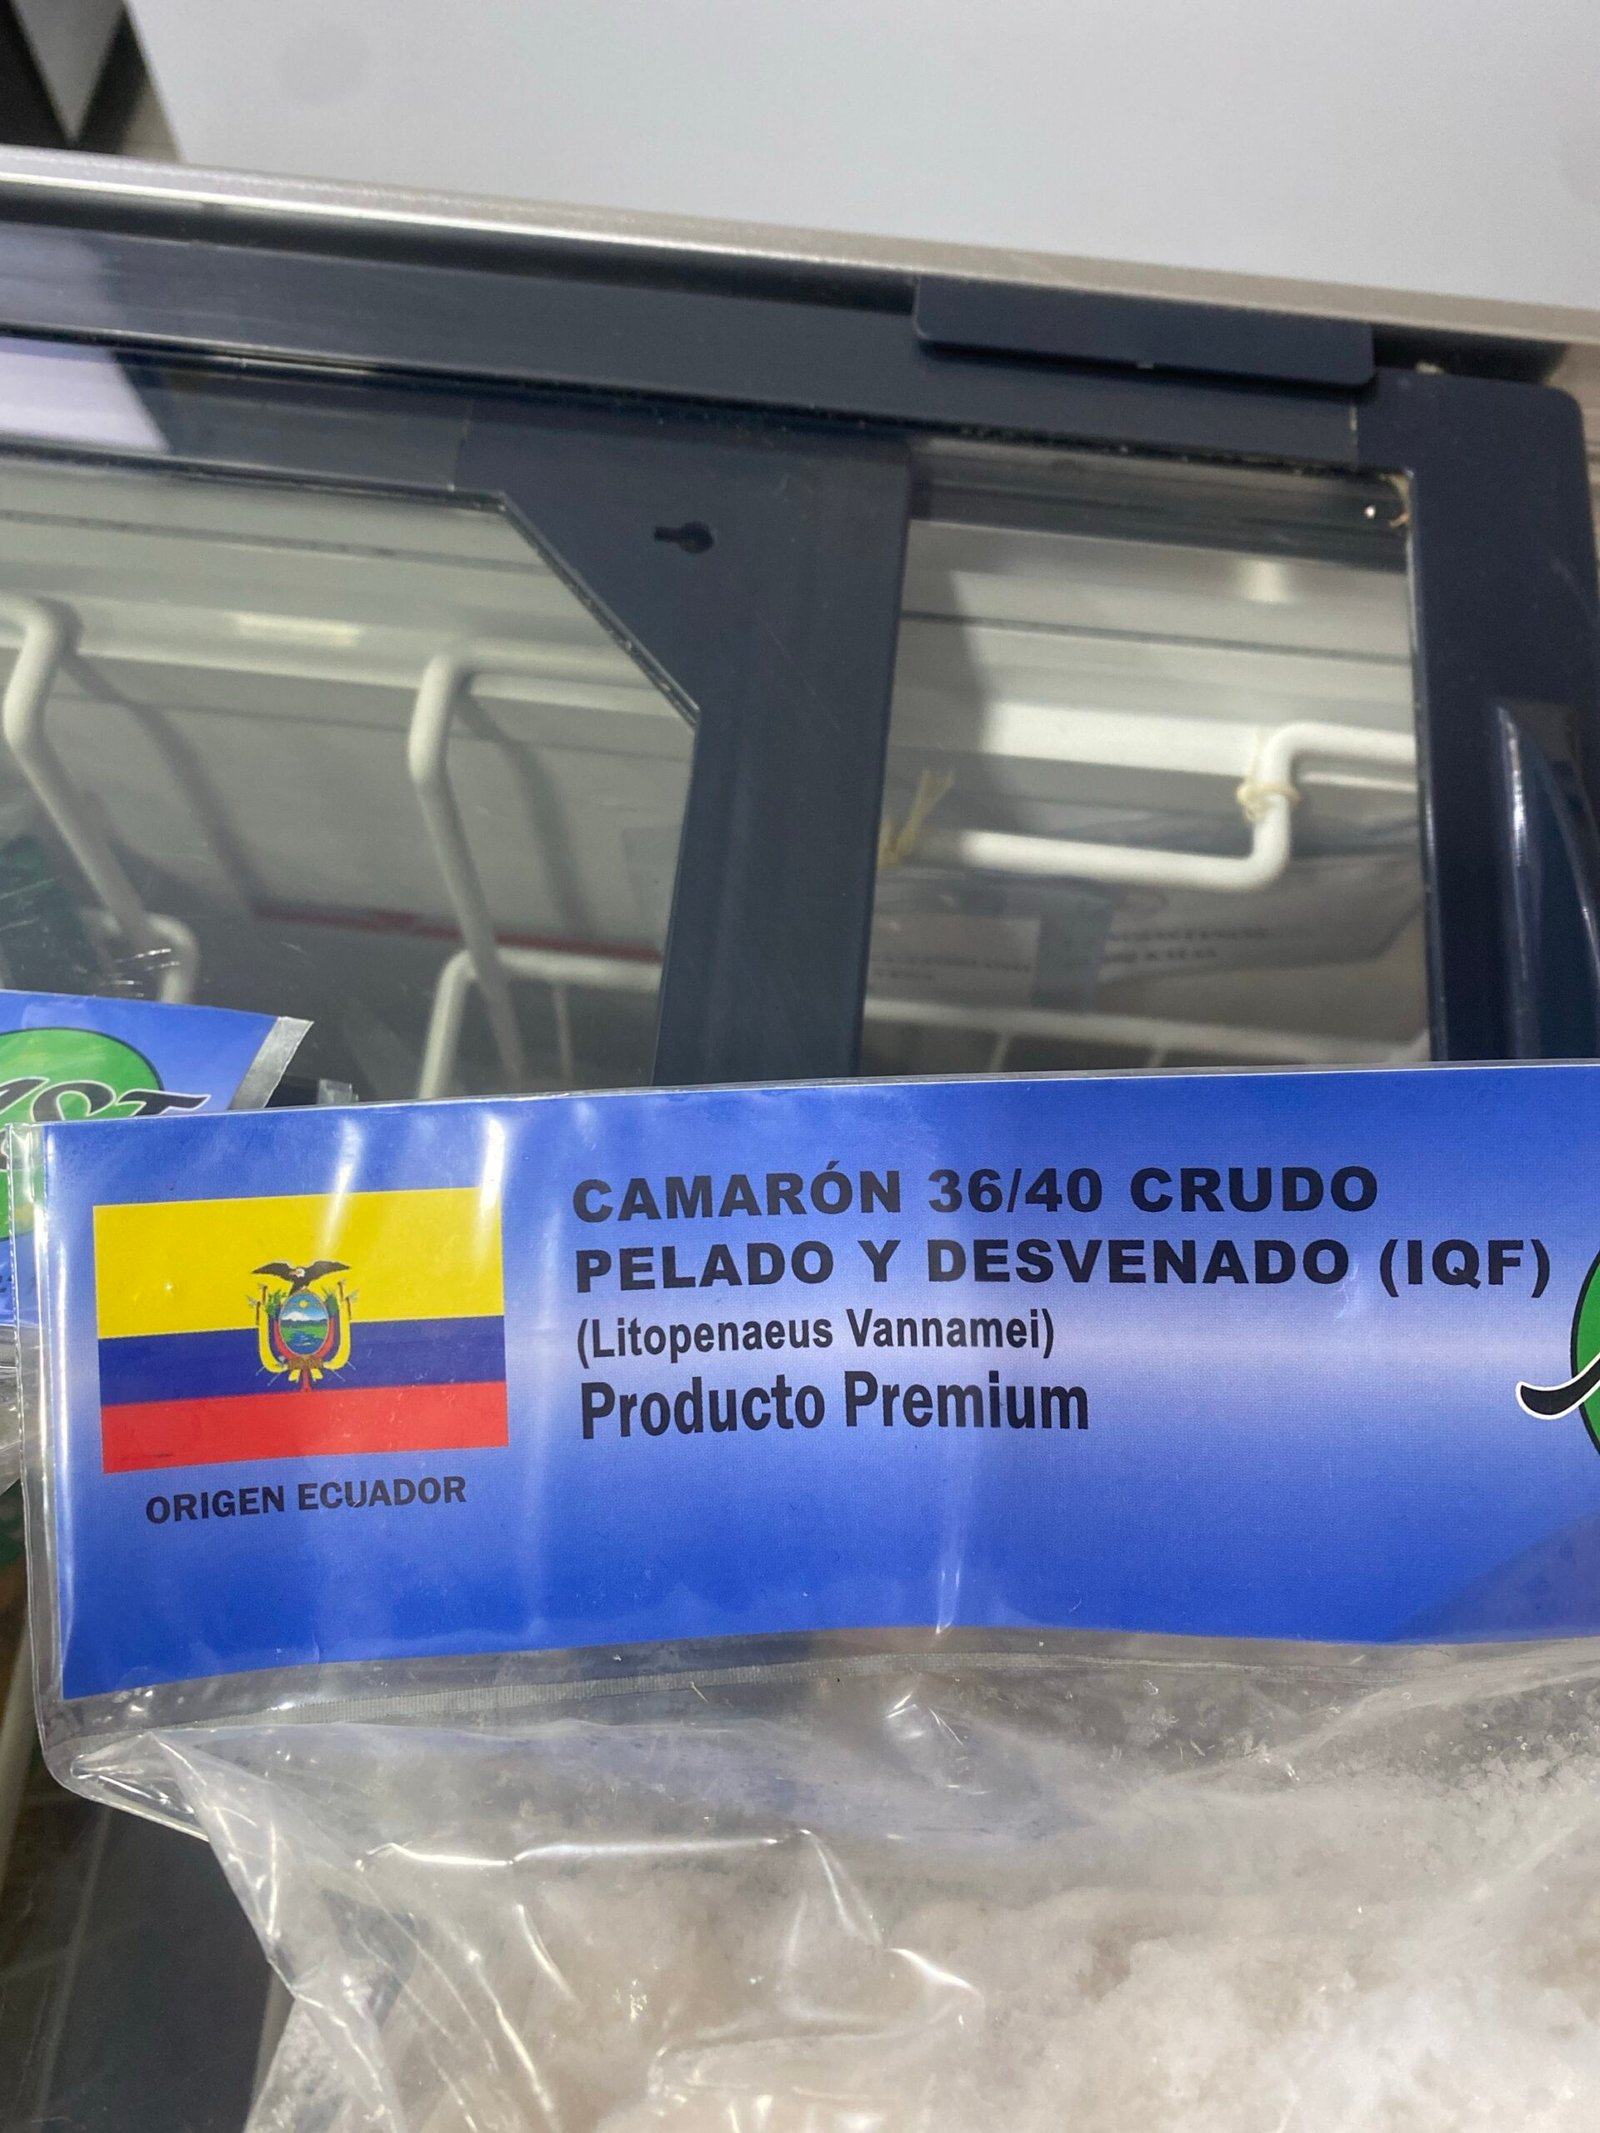 CAMARÓN 36/40 CRUDO
PELADO Y DESVENADO (IQF)
(Litopenaeus Vannamei)
Producto Premium
ORIGEN ECUADOR